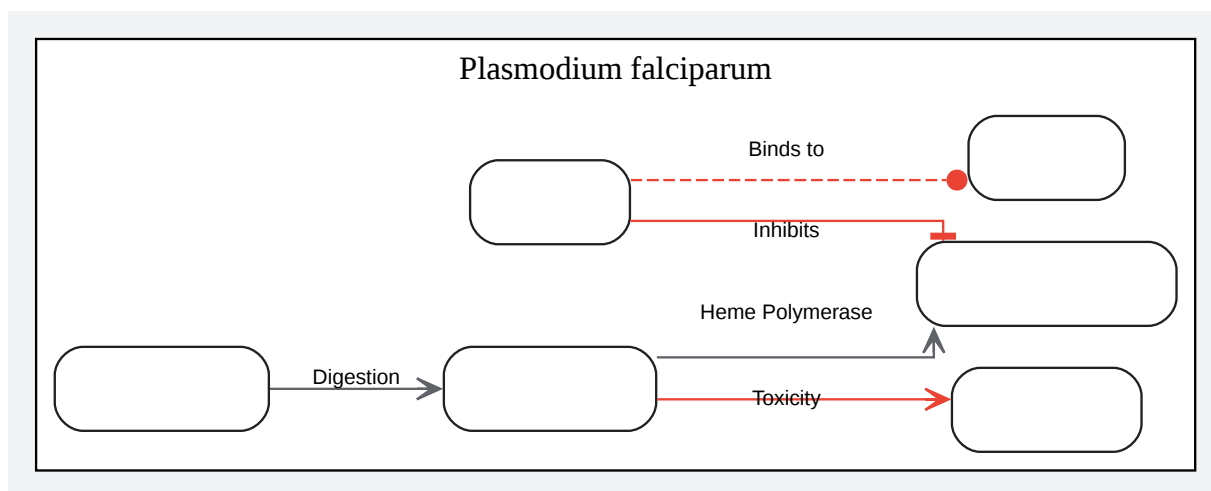 Plasmodium falciparum
Binds to
Inhibits
Heme Polymerase
Digestion
Toxicity